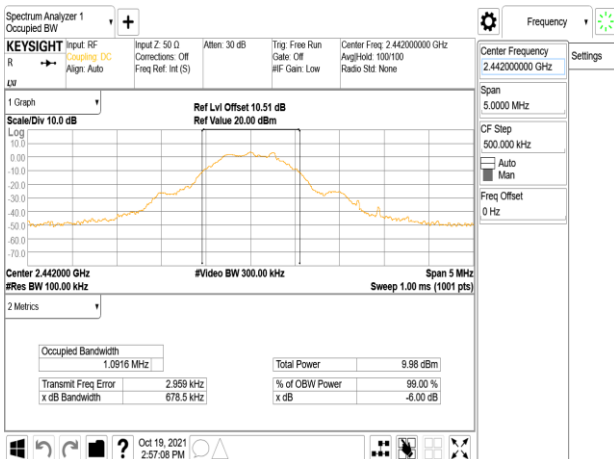 Spectrum Analyzer 1
Occupied BW
+
Frequency
KEYSIGHT
R
LXI
Input: RF
Coupling: DC
Align: Auto
Input Z: 50 Ω
Corrections: Off
Freq Ref: Int (S)
Atten: 30 dB
Trig: Free Run
Gate: Off
#IF Gain: Low
Center Freq: 2.442000000 GHz
Avg|Hold: 100/100
Radio Std: None
Center Frequency
2.442000000 GHz
Settings
Span
5.0000 MHz
CF Step
500.000 kHz
Auto
Man
Freq Offset
0 Hz
1 Graph
Scale/Div 10.0 dB
Ref Lvl Offset 10.51 dB
Ref Value 20.00 dBm
Log
10.0
0.00
-10.0
-20.0
-30.0
-40.0
-50.0
-60.0
-70.0
Center 2.442000 GHz
#Res BW 100.00 kHz
#Video BW 300.00 kHz
Span 5 MHz
Sweep 1.00 ms (1001 pts)
2 Metrics
Occupied Bandwidth
1.0916 MHz
Transmit Freq Error 2.959 kHz
x dB Bandwidth 678.5 kHz
Total Power 9.98 dBm
% of OBW Power 99.00 %
x dB -6.00 dB
?
Oct 19, 2021
2:57:08 PM